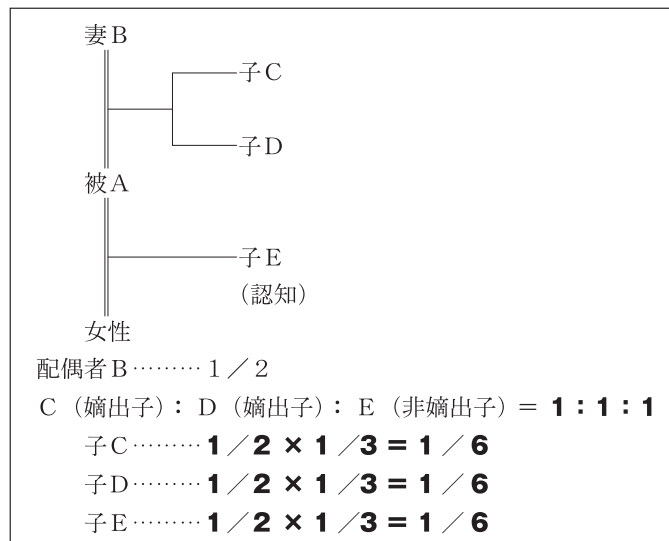 妻B
子C
子D
被A
子E
(認知)
女性
配偶者B………1／2
C（嫡出子）：D（嫡出子）：E（非嫡出子）＝1：1：1
子C………1／2×1／3＝1／6
子D………1／2×1／3＝1／6
子E………1／2×1／3＝1／6